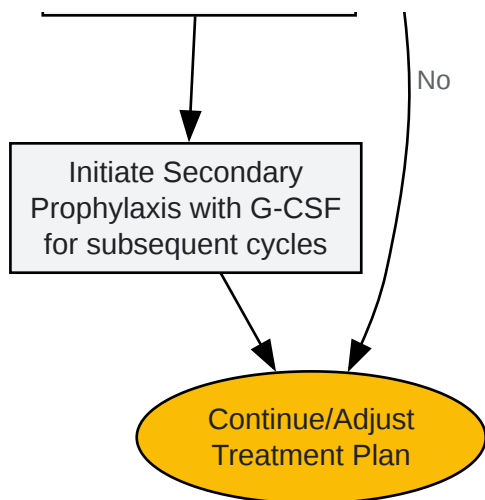 No
Initiate Secondary
Prophylaxis with G-CSF
for subsequent cycles
Continue/Adjust
Treatment Plan